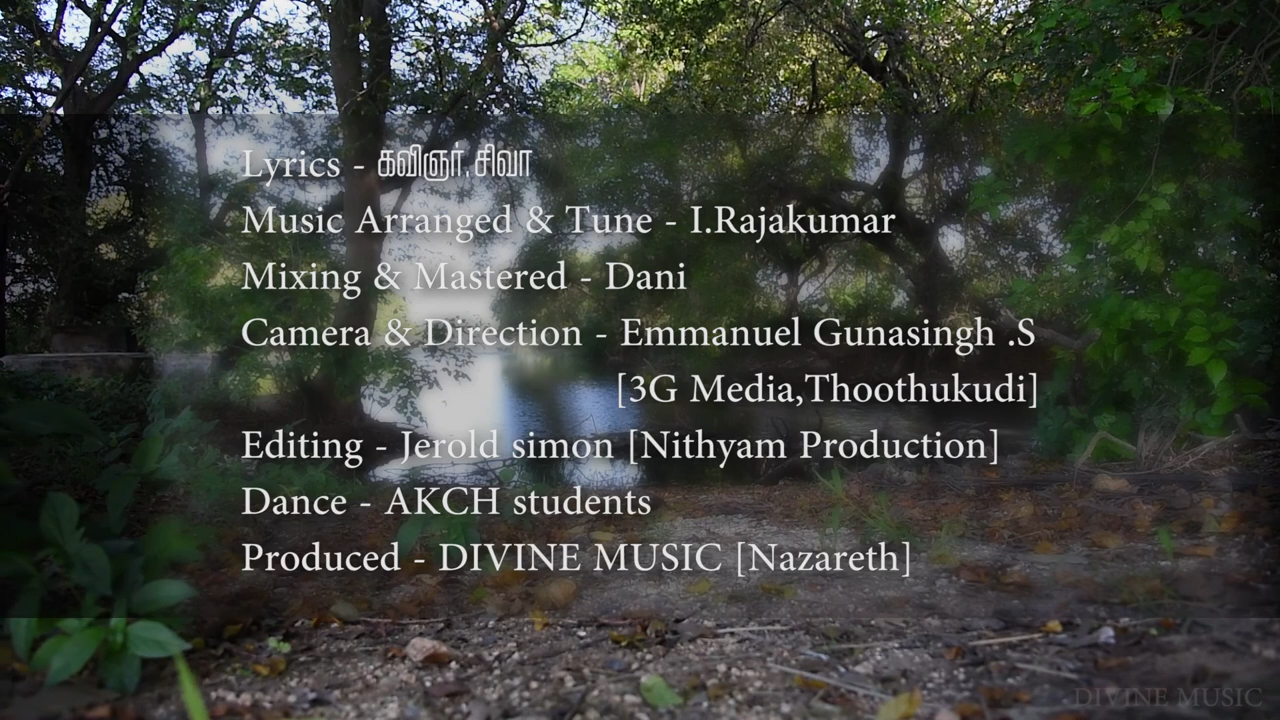 Lyrics - கவிஞர்.சிவா
Music Arranged & Tune - I.Rajakumar
Mixing & Mastered - Dani
Camera & Direction - Emmanuel Gunasingh .S
[3G Media,Thoothukudi]
Editing - Jerold simon [Nithyam Production]
Dance - AKCH students
Produced - DIVINE MUSIC [Nazareth]
DIVINE MUSIC